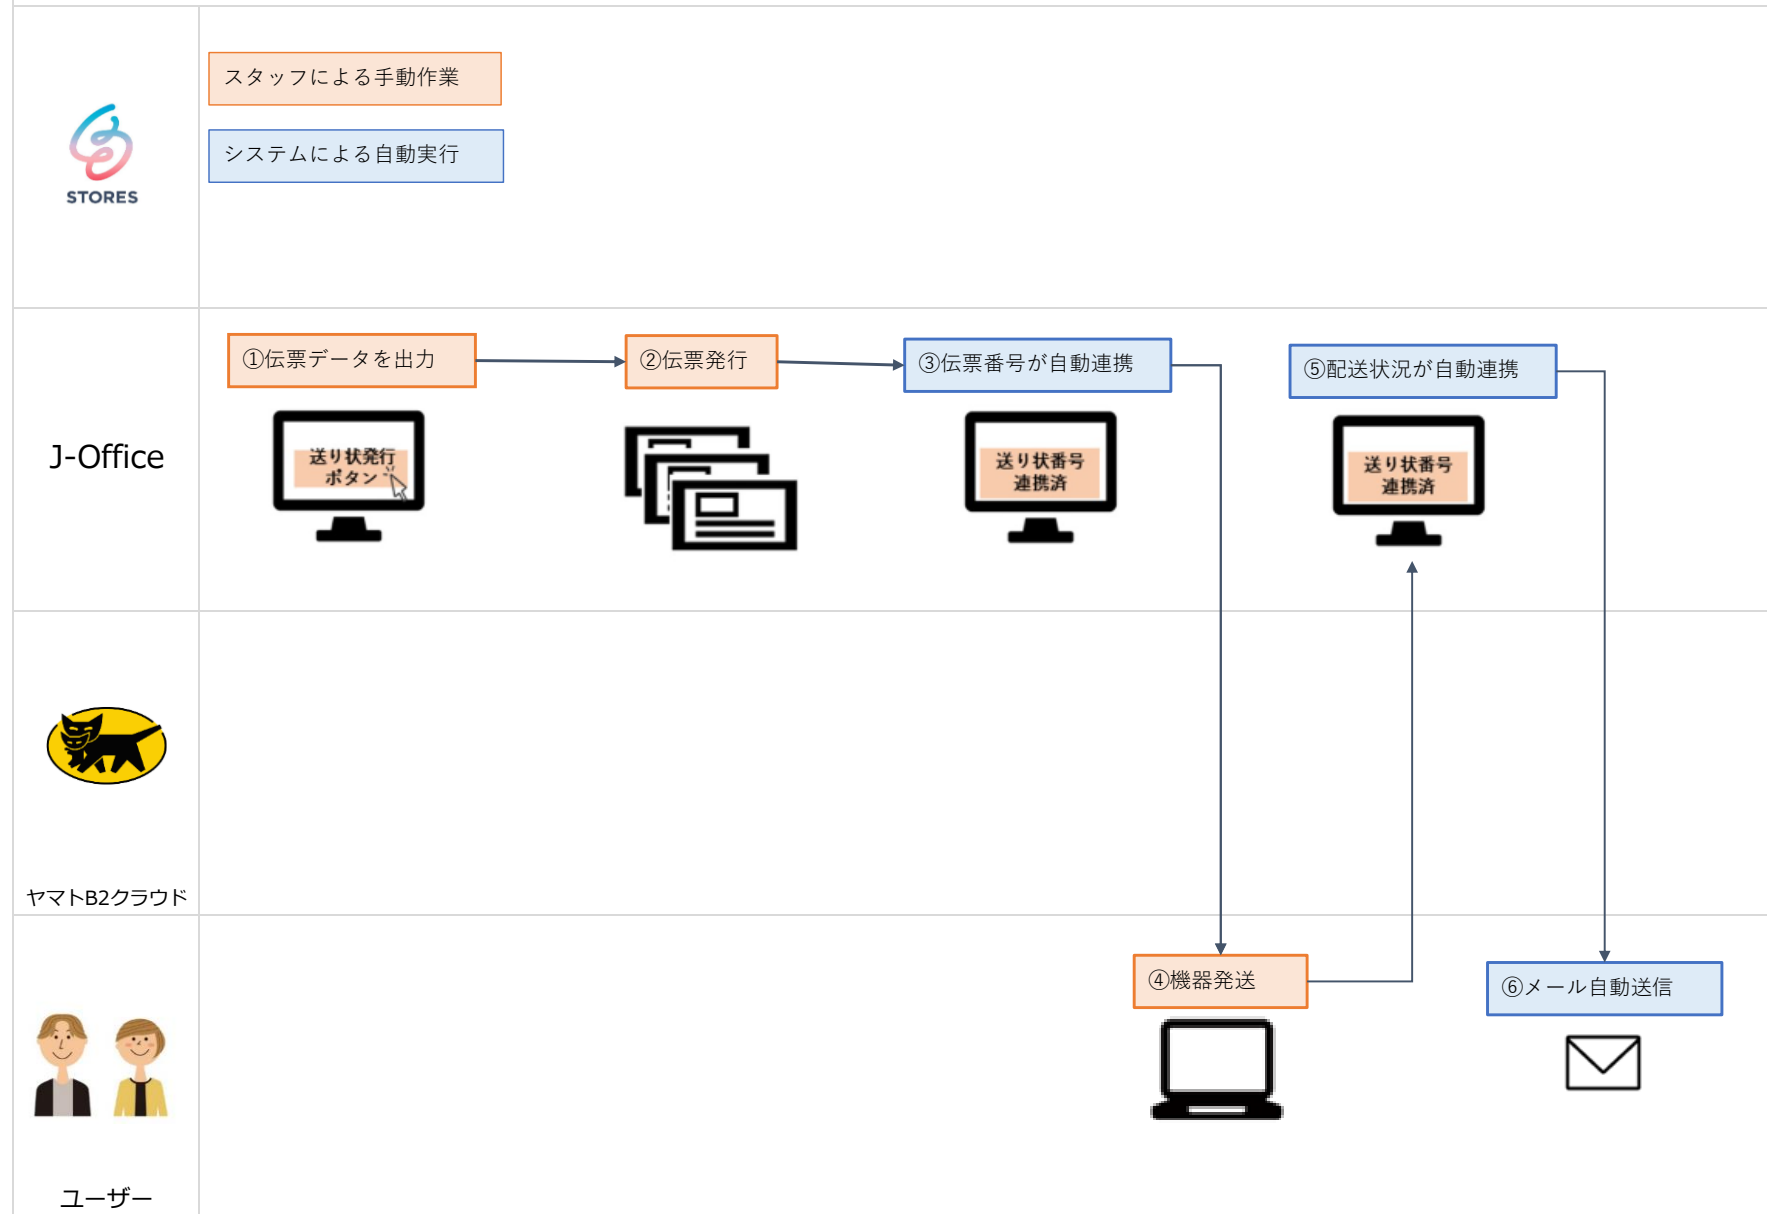 スタッフによる手動作業
システムによる自動実行
STORES
①伝票データを出力
②伝票発行
③伝票番号が自動連携
⑤配送状況が自動連携
J-Office
送り状発行
ボタン
送り状番号
連携済
送り状番号
連携済
ヤマトB2クラウド
④機器発送
⑥メール自動送信
ユーザー